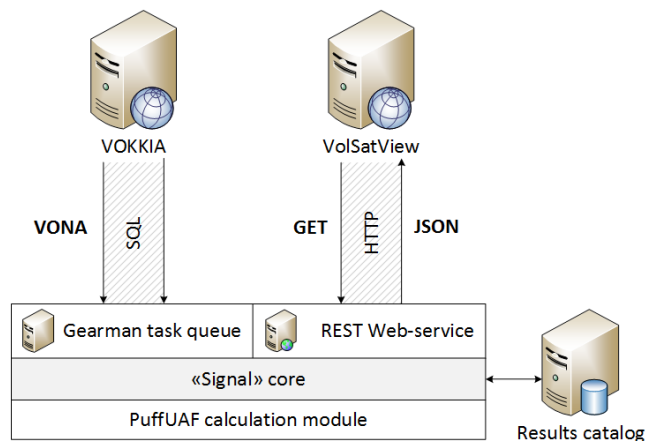 VOKKIA
VolSatView
VONA
SQL
GET
HTTP
JSON
Gearman task queue
REST Web-service
«Signal» core
PuffUAF calculation module
Results catalog